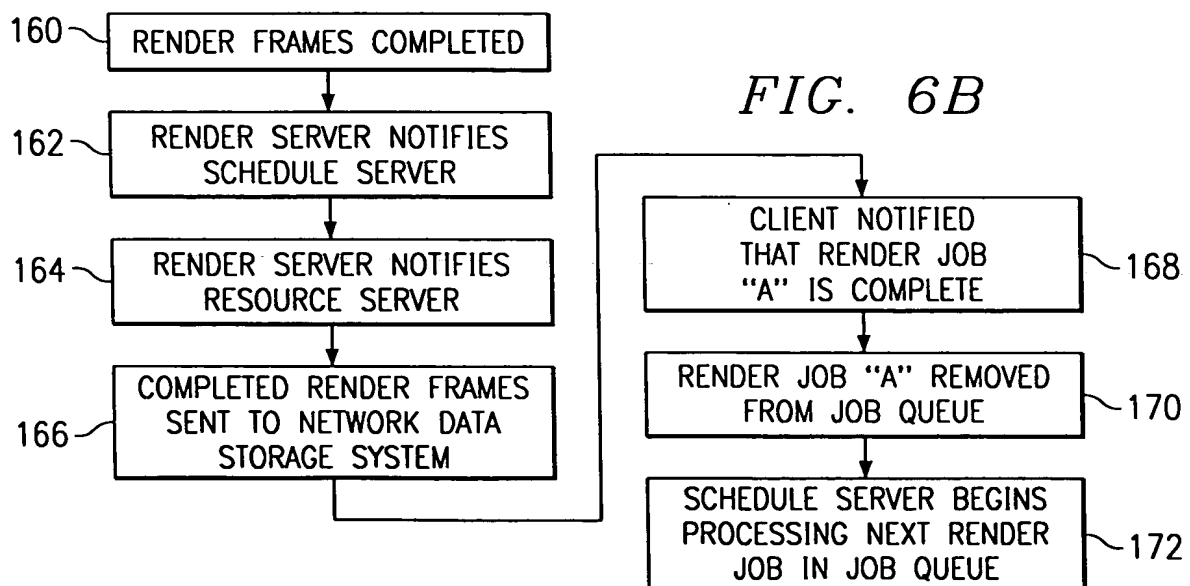 160
RENDER FRAMES COMPLETED
162
RENDER SERVER NOTIFIES
SCHEDULE SERVER
164
RENDER SERVER NOTIFIES
RESOURCE SERVER
166
COMPLETED RENDER FRAMES
SENT TO NETWORK DATA
STORAGE SYSTEM
FIG. 6B
CLIENT NOTIFIED
THAT RENDER JOB
“A” IS COMPLETE
168
RENDER JOB “A” REMOVED
FROM JOB QUEUE
170
SCHEDULE SERVER BEGINS
PROCESSING NEXT RENDER
JOB IN JOB QUEUE
172